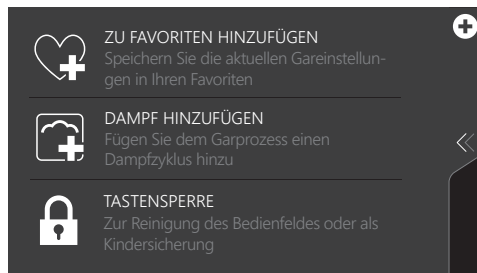 ZU FAVORITEN HINZUFÜGEN
Speichern Sie die aktuellen Gareinstellun-
gen in Ihren Favoriten
DAMPF HINZUFÜGEN
Fügen Sie dem Garprozess einen
Dampfzyklus hinzu
TASTENSPERRE
Zur Reinigung des Bedienfeldes oder als
Kindersicherung